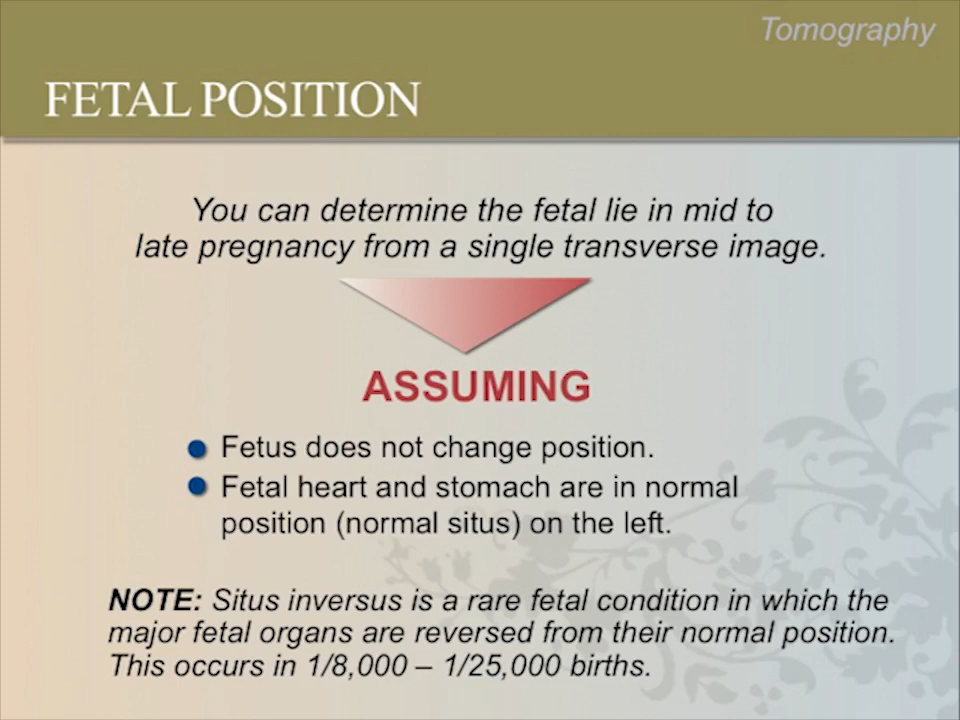 Tomography
FETAL POSITION
You can determine the fetal lie in mid to
late pregnancy from a single transverse image.
ASSUMING
Fetus does not change position.
Fetal heart and stomach are in normal
position (normal situs) on the left.
NOTE: Situs inversus is a rare fetal condition in which the
major fetal organs are reversed from their normal position.
This occurs in 1/8,000 – 1/25,000 births.